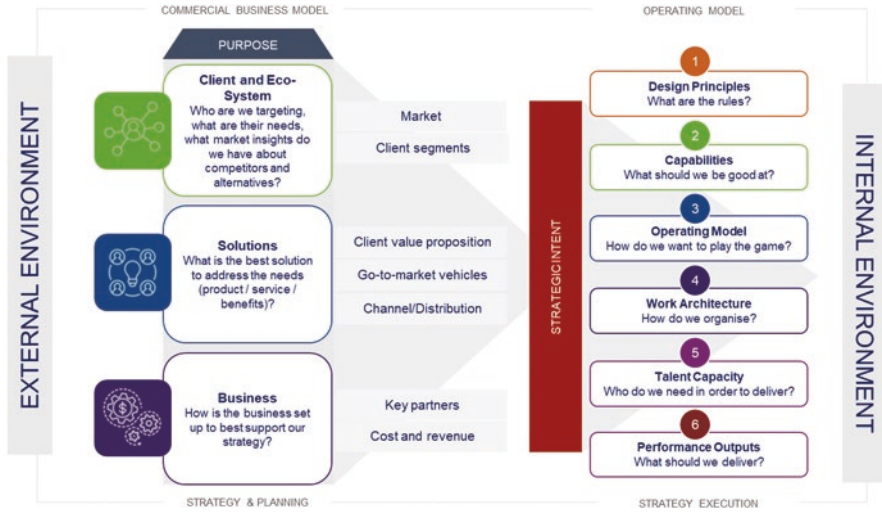 COMMERCIAL BUSINESS MODEL
OPERATING MODEL
EXTERNAL ENVIRONMENT
PURPOSE
Client and Eco-
System
Who are we targeting,
what are their needs,
what market insights do
we have about
competitors and
alternatives?
Market
Client segments
Solutions
What is the best solution
to address the needs
(product / service /
benefits)?
Client value proposition
Go-to-market vehicles
Channel/Distribution
Business
How is the business set
up to best support our
strategy?
Key partners
Cost and revenue
STRATEGIC INTENT
1
Design Principles
What are the rules?
2
Capabilities
What should we be good at?
3
Operating Model
How do we want to play the game?
4
Work Architecture
How do we organise?
5
Talent Capacity
Who do we need in order to deliver?
6
Performance Outputs
What should we deliver?
INTERNAL ENVIRONMENT
STRATEGY & PLANNING
STRATEGY EXECUTION